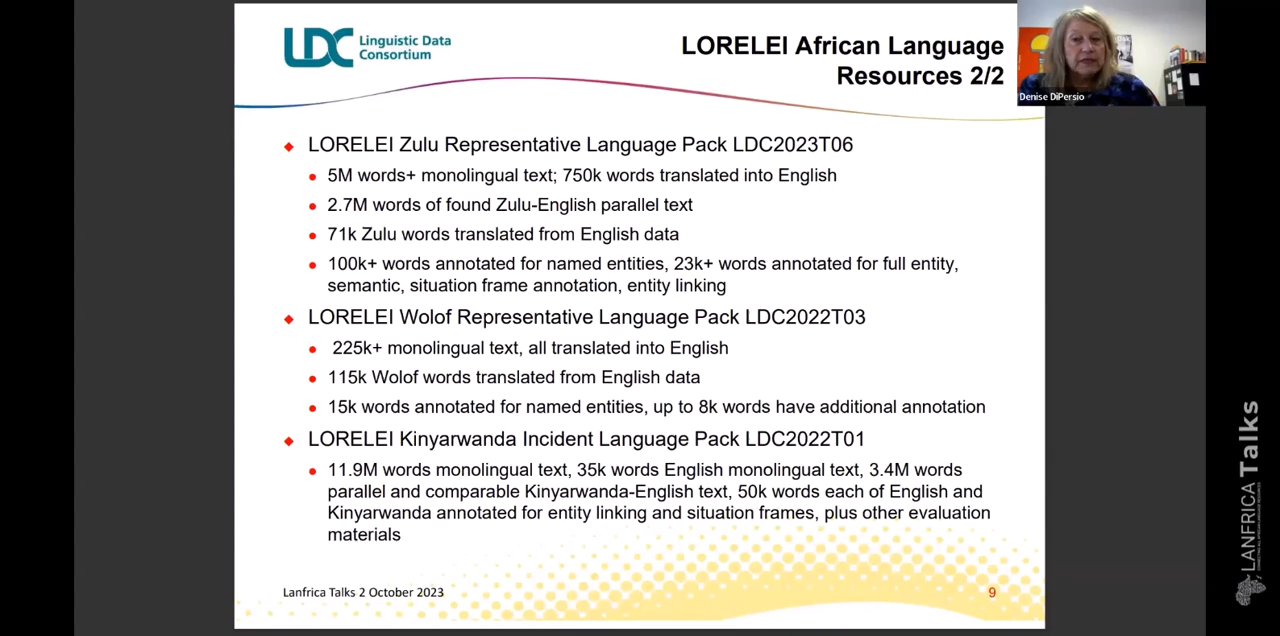 LDC Linguistic Data
Consortium
LORELEI African Language
Resources 2/2
Denise DiPersio
LORELEI Zulu Representative Language Pack LDC2023T06
5M words+ monolingual text; 750k words translated into English
2.7M words of found Zulu-English parallel text
71k Zulu words translated from English data
100k+ words annotated for named entities, 23k+ words annotated for full entity,
semantic, situation frame annotation, entity linking
LORELEI Wolof Representative Language Pack LDC2022T03
225k+ monolingual text, all translated into English
115k Wolof words translated from English data
15k words annotated for named entities, up to 8k words have additional annotation
LORELEI Kinyarwanda Incident Language Pack LDC2022T01
11.9M words monolingual text, 35k words English monolingual text, 3.4M words
parallel and comparable Kinyarwanda-English text, 50k words each of English and
Kinyarwanda annotated for entity linking and situation frames, plus other evaluation
materials
Lanfrica Talks 2 October 2023
9
LANFRICA Talks